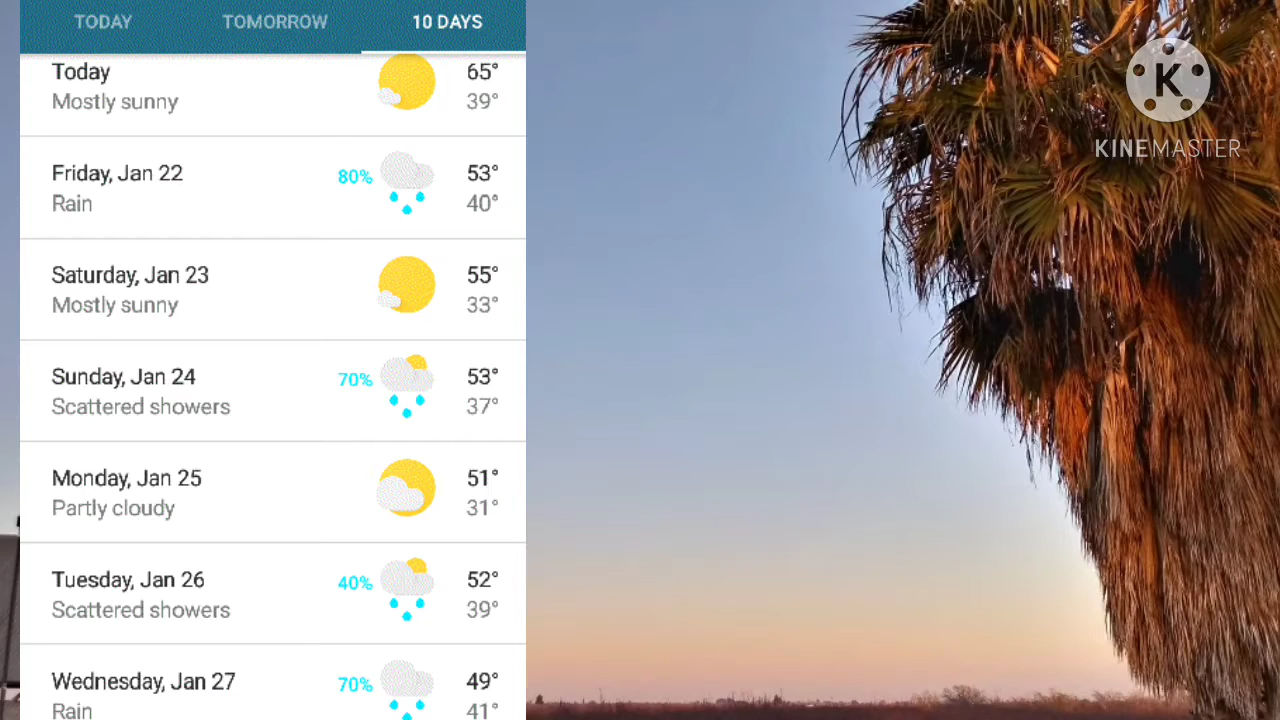 TODAY TOMORROW 10 DAYS
Today 65°
Mostly sunny 39°
Friday, Jan 22 80% 53°
Rain 40°
Saturday, Jan 23 55°
Mostly sunny 33°
Sunday, Jan 24 70% 53°
Scattered showers 37°
Monday, Jan 25 51°
Partly cloudy 31°
Tuesday, Jan 26 40% 52°
Scattered showers 39°
Wednesday, Jan 27 70% 49°
Rain 41°
K
KINEMASTER